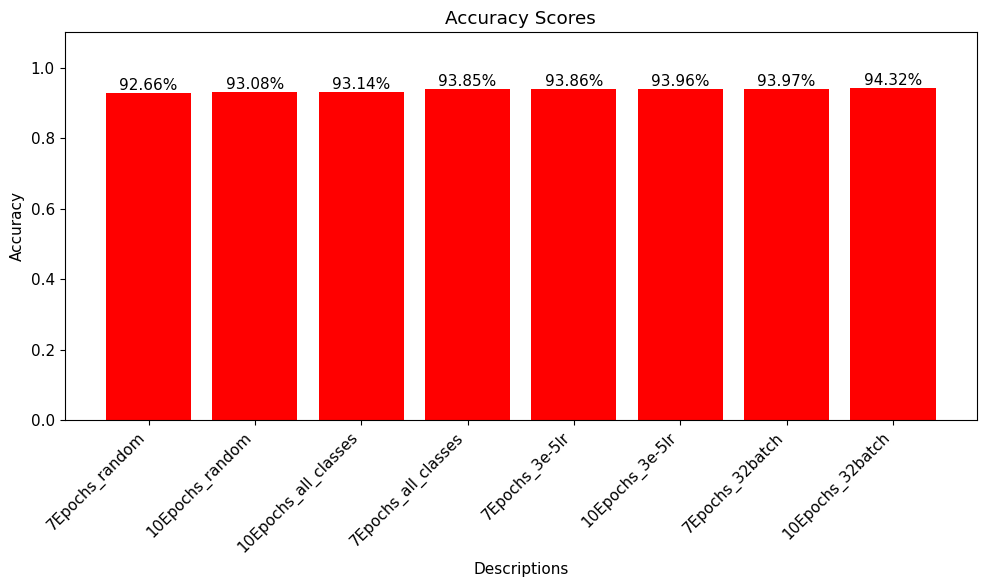 Accuracy Scores
Accuracy
1.0
0.8
0.6
0.4
0.2
0.0
92.66%
93.08%
93.14%
93.85%
93.86%
93.96%
93.97%
94.32%
7Epochs_random
10Epochs_random
10Epochs_all_classes
7Epochs_all_classes
7Epochs_3e-5lr
10Epochs_3e-5lr
7Epochs_32batch
10Epochs_32batch
Descriptions